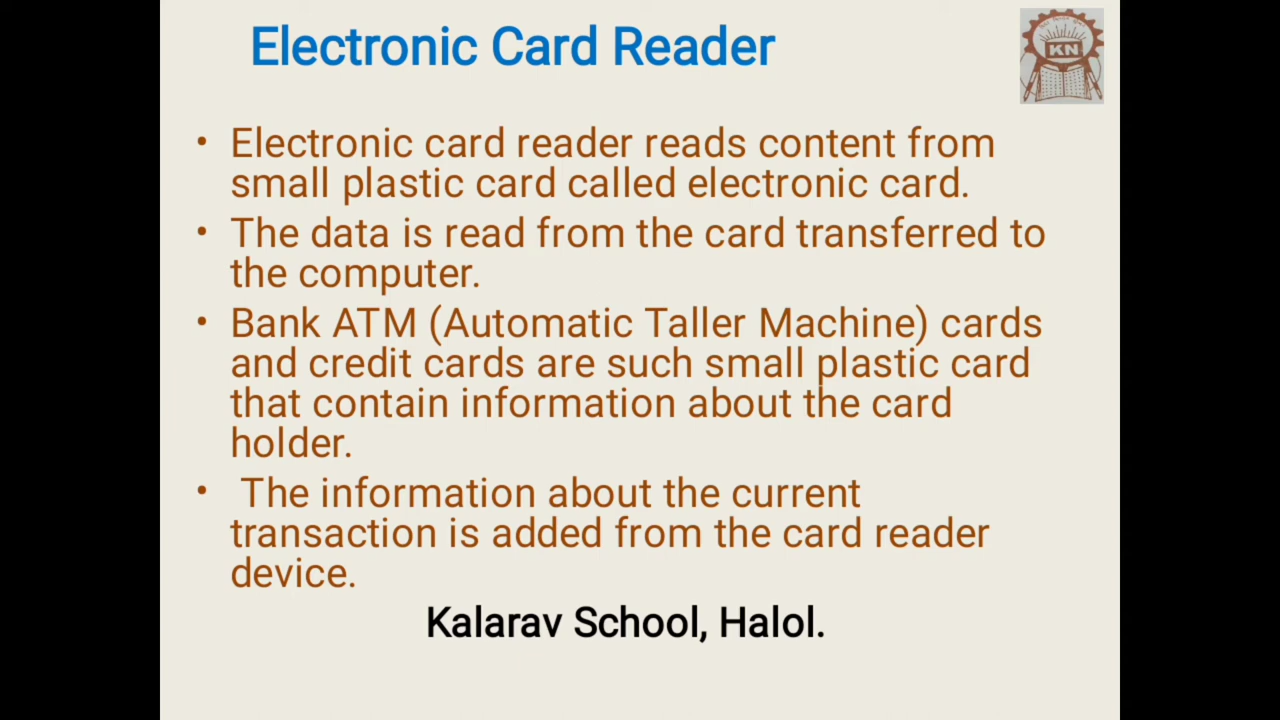 Electronic Card Reader
KN
• Electronic card reader reads content from
small plastic card called electronic card.
• The data is read from the card transferred to
the computer.
• Bank ATM (Automatic Taller Machine) cards
and credit cards are such small plastic card
that contain information about the card
holder.
• The information about the current
transaction is added from the card reader
device.
Kalarav School, Halol.